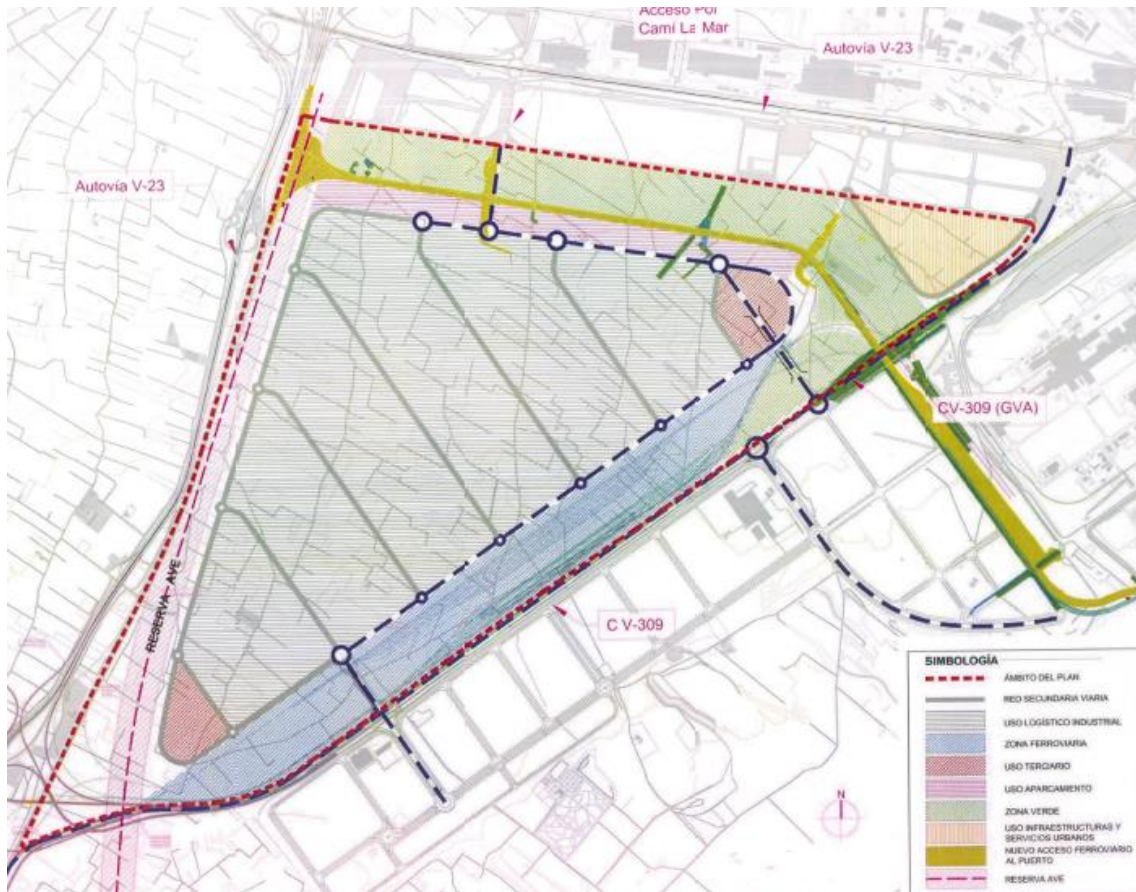 Acceso Por
Camí La Mar
Autovía V-23
Autovía V-23
CV-309 (GVA)
RESERVA AVE
C V-309
N
SIMBOLOGÍA
ÁMBITO DEL PLAN
RED SECUNDARIA VIARIA
USO LOGÍSTICO INDUSTRIAL
ZONA FERROVIARIA
USO TERCIARIO
USO APARCAMIENTO
ZONA VERDE
USO INFRAESTRUCTURAS Y
SERVICIOS URBANOS
NUEVO ACCESO FERROVIARIO
AL PUERTO
RESERVA AVE